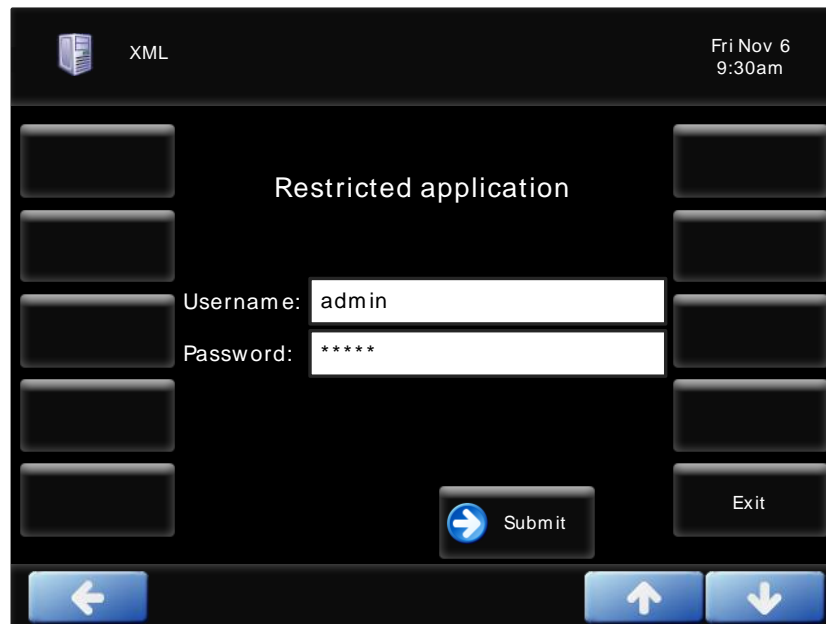 XML
Fri Nov 6
9:30am
Restricted application
Username: admin
Password: *****
Submit
Exit